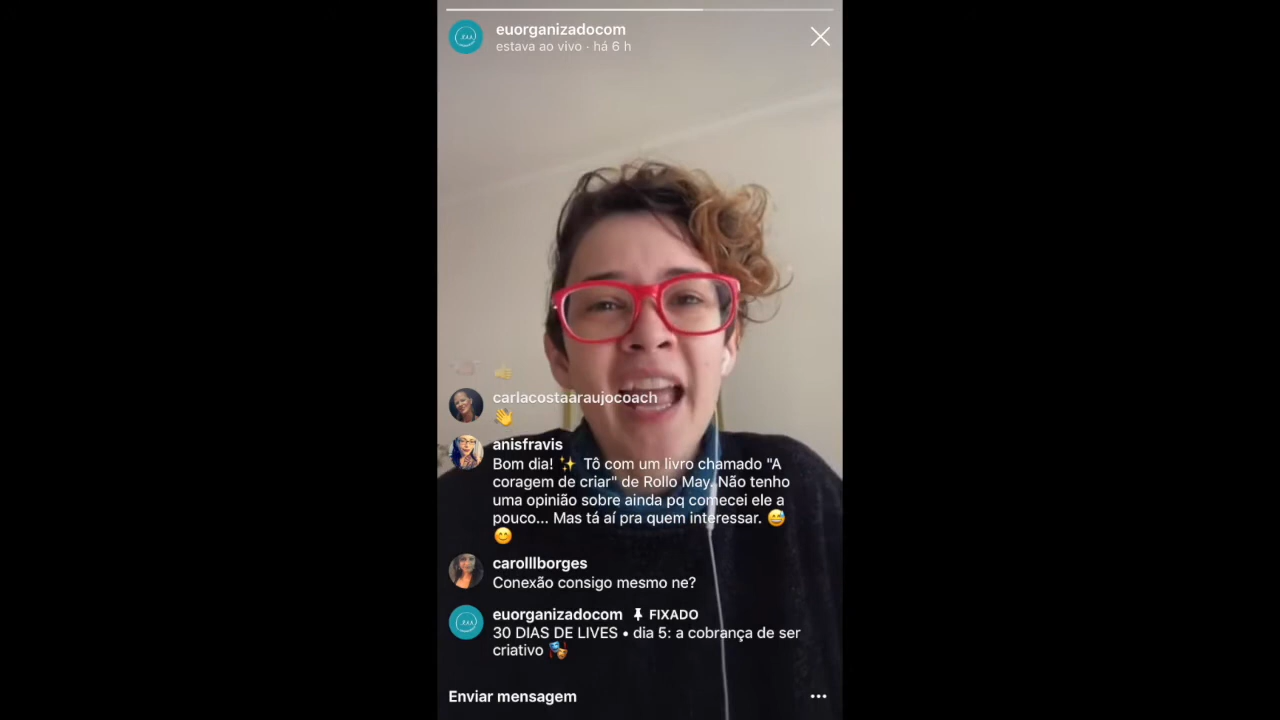 euorganizadocom
estava ao vivo · há 6 h
carlacostaaraujocoach
👋
anisfravis
Bom dia! ✨ Tô com um livro chamado "A
coragem de criar" de Rollo May. Não tenho
uma opinião sobre ainda pq comecei ele a
pouco... Mas tá aí pra quem interessar. 😅
😊
carolllborges
Conexão consigo mesmo ne?
euorganizadocom 📌 FIXADO
30 DIAS DE LIVES • dia 5: a cobrança de ser
criativo 🎭
Enviar mensagem